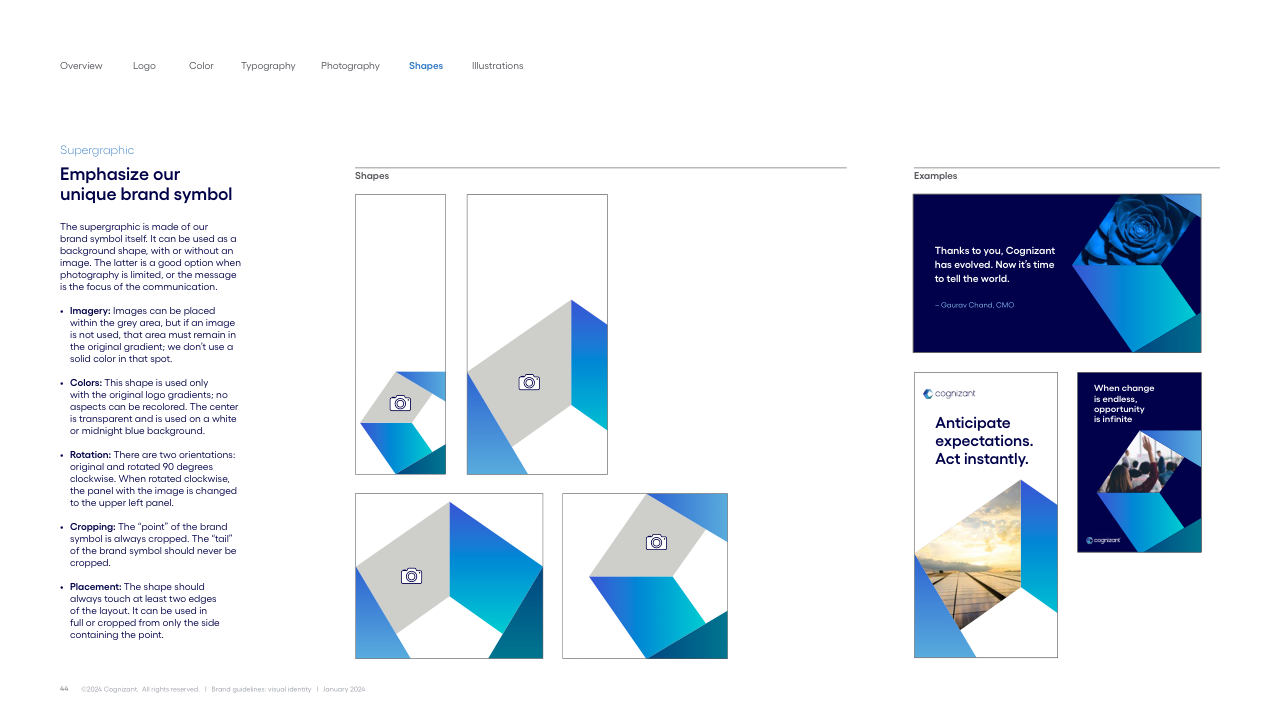 Overview Logo Color Typography Photography Shapes Illustrations
Supergraphic
Emphasize our
unique brand symbol
The supergraphic is made of our
brand symbol itself. It can be used as a
background shape, with or without an
image. The latter is a good option when
photography is limited, or the message
is the focus of the communication.
• Imagery: Images can be placed
within the grey area, but if an image
is not used, that area must remain in
the original gradient; we don’t use a
solid color in that spot.
• Colors: This shape is used only
with the original logo gradients; no
aspects can be recolored. The center
is transparent and is used on a white
or midnight blue background.
• Rotation: There are two orientations:
original and rotated 90 degrees
clockwise. When rotated clockwise,
the panel with the image is changed
to the upper left panel.
• Cropping: The “point” of the brand
symbol is always cropped. The “tail”
of the brand symbol should never be
cropped.
• Placement: The shape should
always touch at least two edges
of the layout. It can be used in
full or cropped from only the side
containing the point.
Shapes
Examples
Thanks to you, Cognizant
has evolved. Now it’s time
to tell the world.
– Gaurav Chand, CMO
cognizant
Anticipate
expectations.
Act instantly.
When change
is endless,
opportunity
is infinite
cognizant
44 ©2024 Cognizant. All rights reserved. | Brand guidelines: visual identity | January 2024